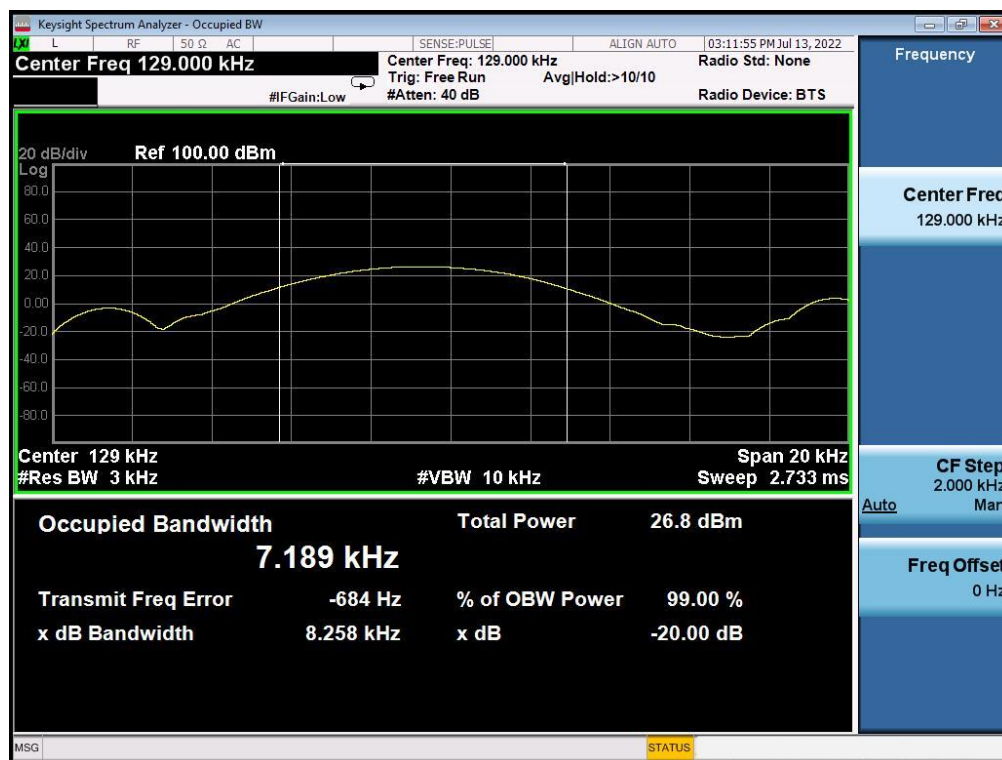 Keysight Spectrum Analyzer - Occupied BW
LXI L RF 50 Ω AC SENSE:PULSE ALIGN AUTO 03:11:55 PM Jul 13, 2022
Center Freq 129.000 kHz
Center Freq: 129.000 kHz Radio Std: None
Trig: Free Run Avg|Hold:>10/10
#IFGain:Low #Atten: 40 dB Radio Device: BTS
20 dB/div Ref 100.00 dBm
Log
80.0
60.0
40.0
20.0
0.00
-20.0
-40.0
-60.0
-80.0
Center 129 kHz Span 20 kHz
#Res BW 3 kHz #VBW 10 kHz Sweep 2.733 ms
Occupied Bandwidth Total Power 26.8 dBm
7.189 kHz
Transmit Freq Error -684 Hz % of OBW Power 99.00 %
x dB Bandwidth 8.258 kHz x dB -20.00 dB
MSG STATUS
Frequency
Center Freq
129.000 kHz
CF Step
2.000 kHz
Auto Man
Freq Offset
0 Hz